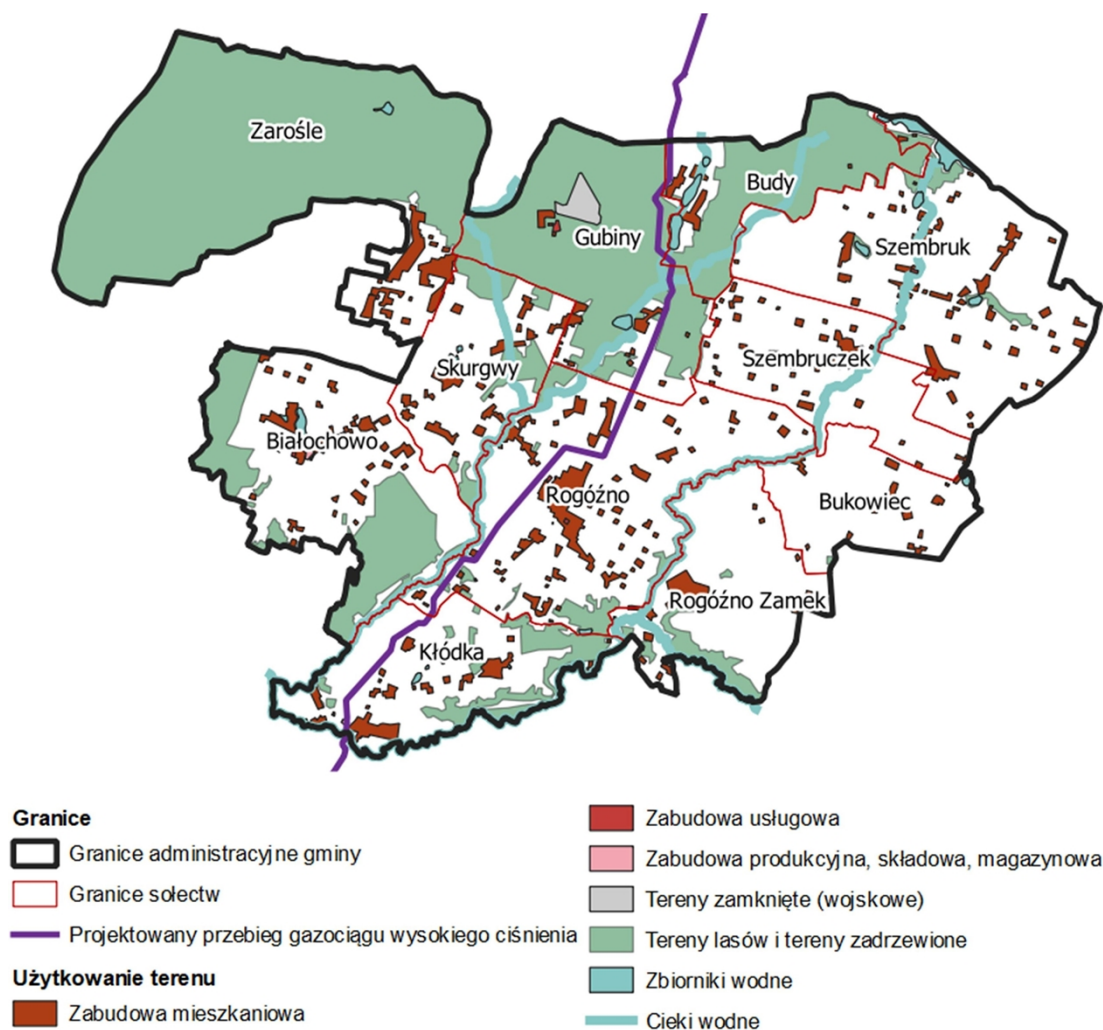 Zarośle
Budy
Gubiny
Szembruk
Szembruczek
Skurgwy
Białochowo
Rogóźno
Bukowiec
Rogóźno Zamek
Kłódka
Granice
Granice administracyjne gminy
Granice sołectw
Projektowany przebieg gazociągu wysokiego ciśnienia
Użytkowanie terenu
Zabudowa mieszkaniowa
Zabudowa usługowa
Zabudowa produkcyjna, składowa, magazynowa
Tereny zamknięte (wojskowe)
Tereny lasów i tereny zadrzewione
Zbiorniki wodne
Cieki wodne